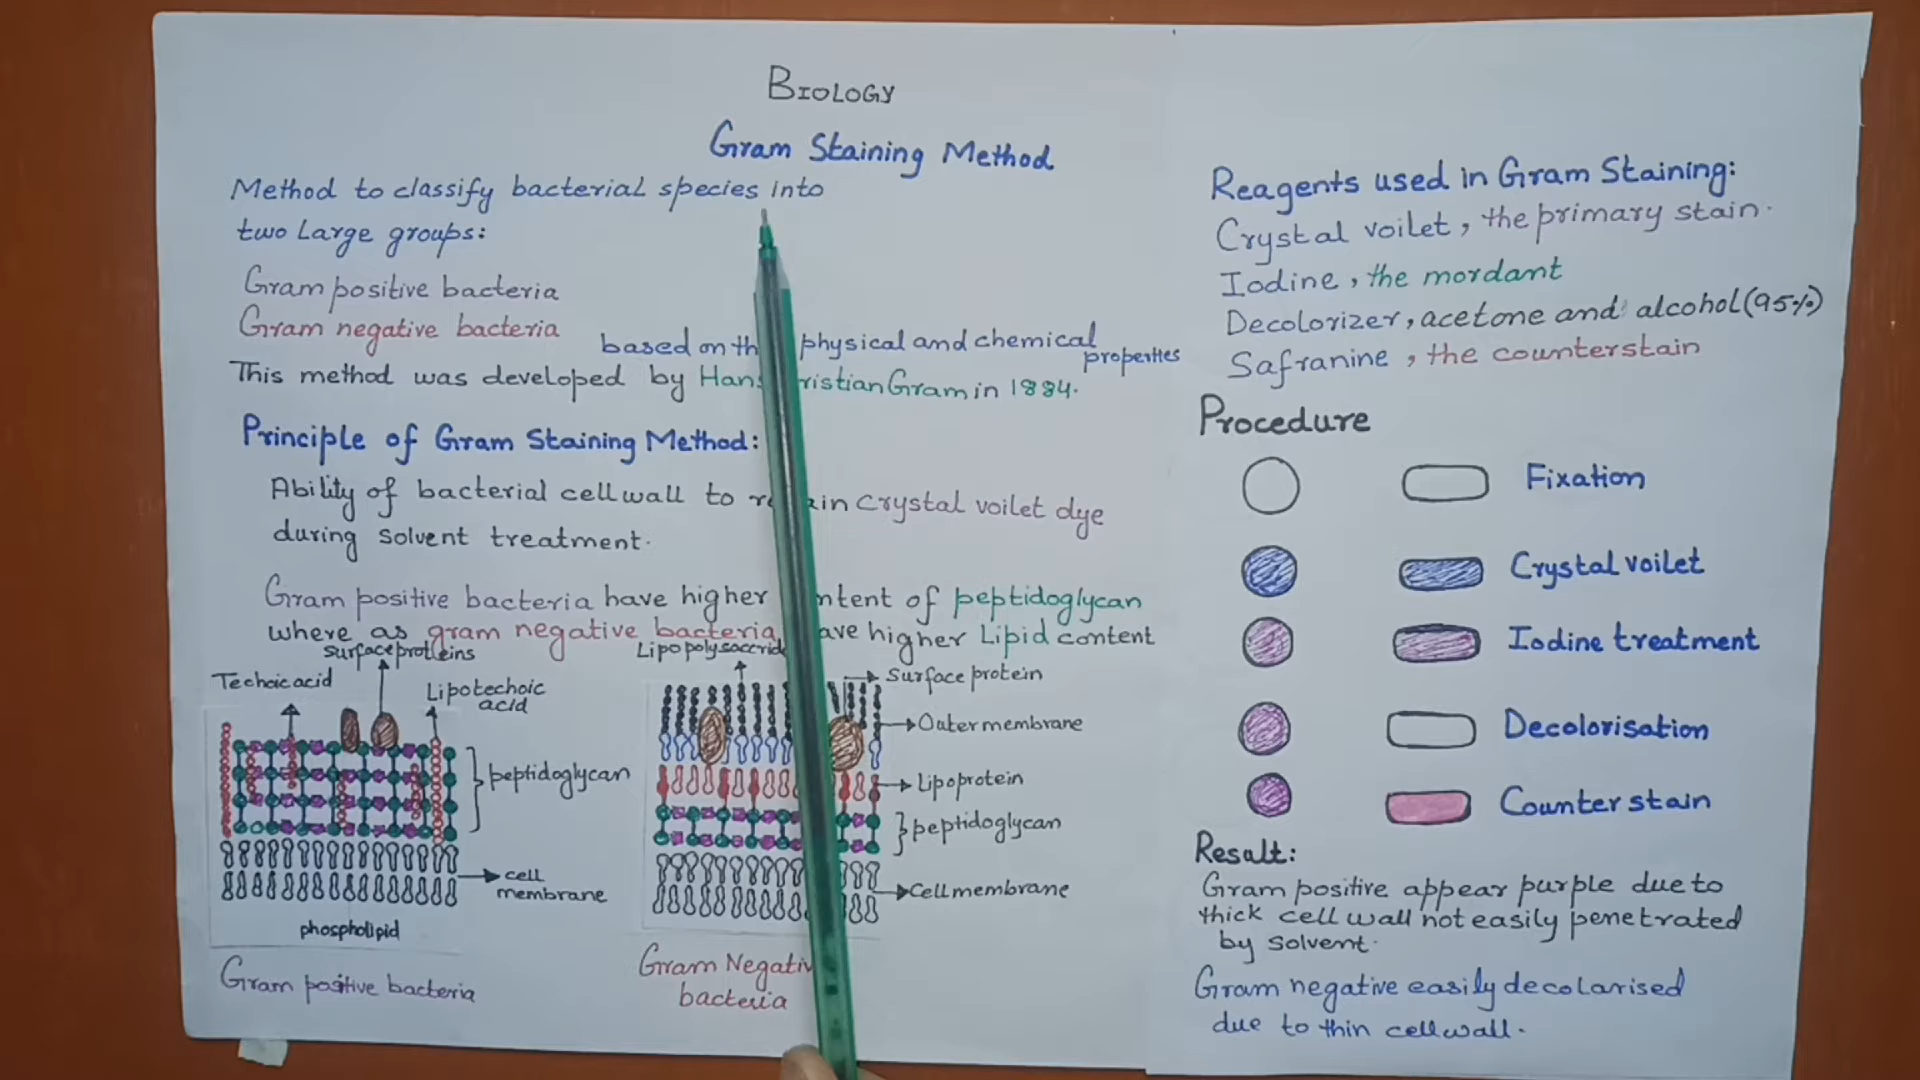 BIOLOGY
Gram Staining Method
Method to classify bacterial species into
two Large groups:
Gram positive bacteria
Gram negative bacteria
based on th physical and chemical
properties
This method was developed by Hans ristian Gram in 1884.
Principle of Gram Staining Method:
Ability of bacterial cell wall to re ain crystal voilet dye
during solvent treatment.
Gram positive bacteria have higher ntent of peptidoglycan
where as gram negative bacteria ave higher Lipid content
Surface proteins
Techoic acid
Lipotechoic
acid
peptidoglycan
cell
membrane
phospholipid
Gram positive bacteria
Lipopolysaccride
Surface protein
Outer membrane
Lipoprotein
peptidoglycan
Cell membrane
Gram Negativ
bacteria
Reagents used in Gram Staining:
Crystal voilet, the primary stain.
Iodine, the mordant
Decolorizer, acetone and alcohol (95%)
Safranine, the counterstain
Procedure
Fixation
Crystal voilet
Iodine treatment
Decolorisation
Counter stain
Result:
Gram positive appear purple due to
thick cell wall not easily penetrated
by solvent.
Gram negative easily decolarised
due to thin cell wall.